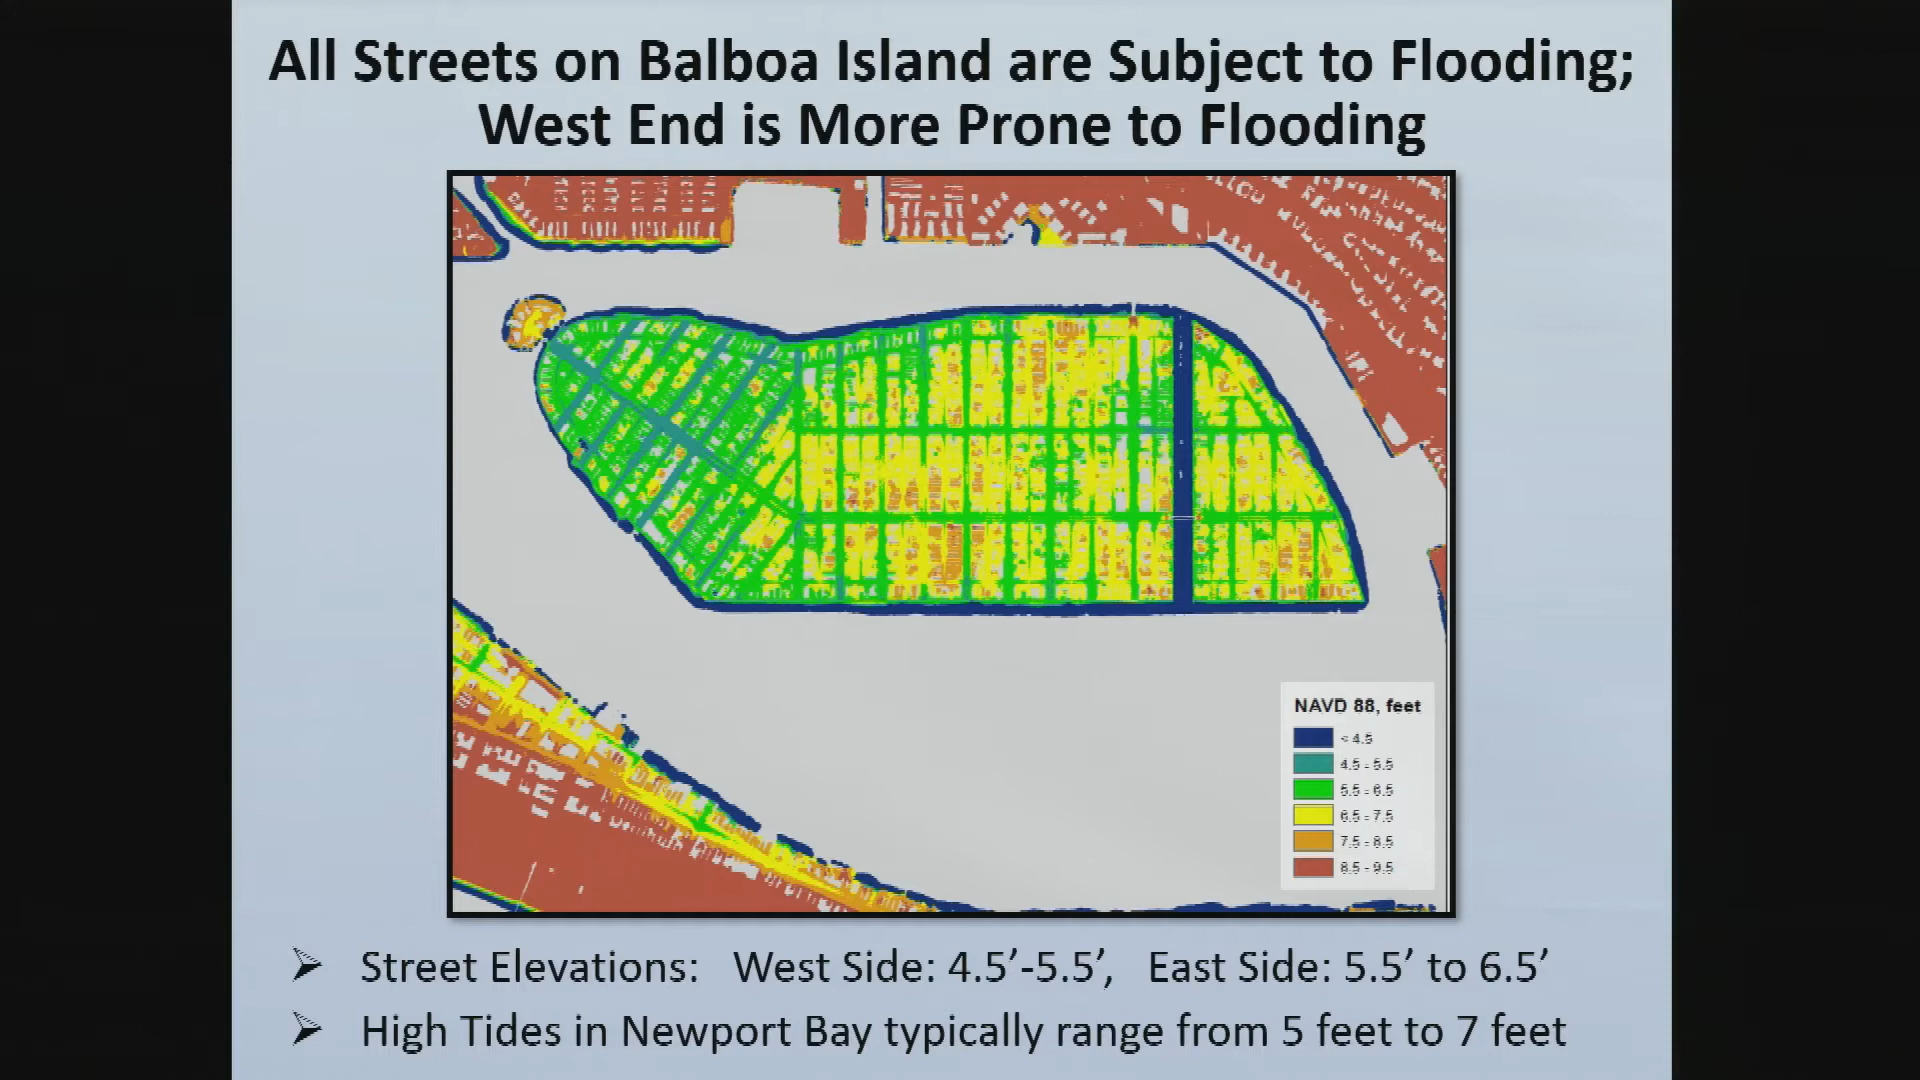 All Streets on Balboa Island are Subject to Flooding;
West End is More Prone to Flooding
NAVD 88, feet
< 4.5
4.5 - 5.5
5.5 - 6.5
6.5 - 7.5
7.5 - 8.5
8.5 - 9.5
➢ Street Elevations: West Side: 4.5’-5.5’, East Side: 5.5’ to 6.5’
➢ High Tides in Newport Bay typically range from 5 feet to 7 feet